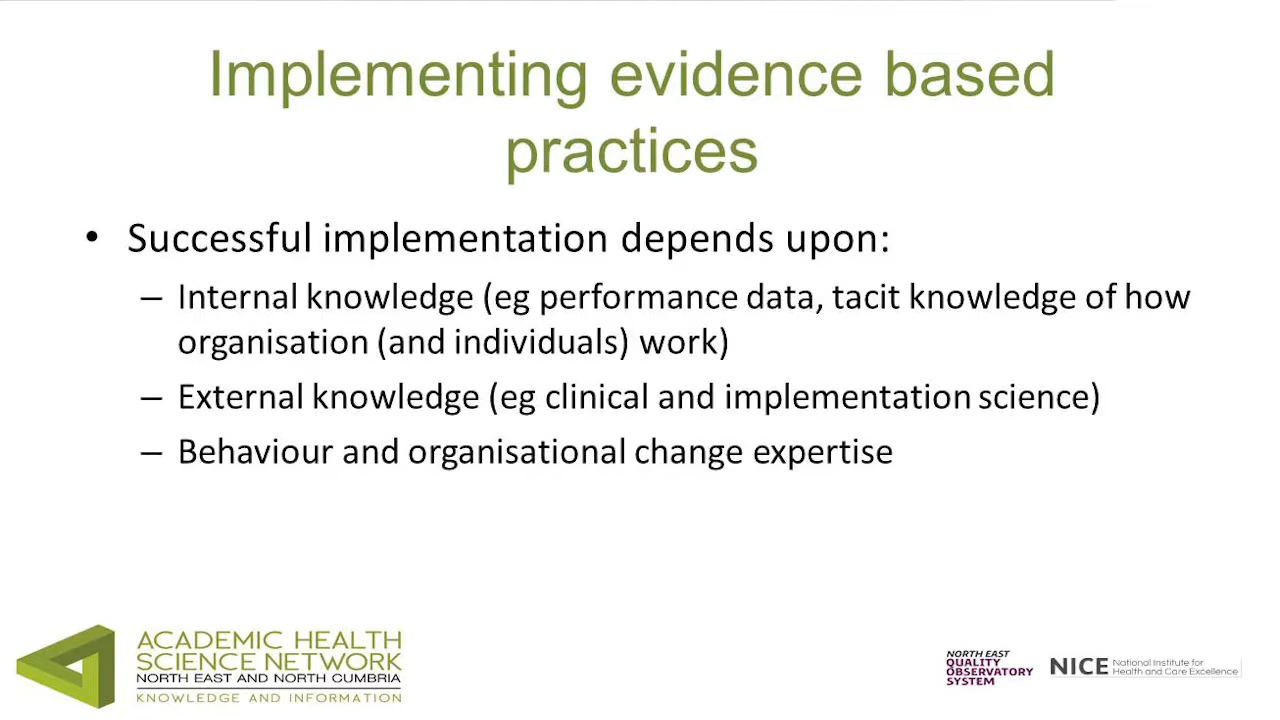 Implementing evidence based
practices
• Successful implementation depends upon:
– Internal knowledge (eg performance data, tacit knowledge of how
organisation (and individuals) work)
– External knowledge (eg clinical and implementation science)
– Behaviour and organisational change expertise
ACADEMIC HEALTH
SCIENCE NETWORK
NORTH EAST AND NORTH CUMBRIA
KNOWLEDGE AND INFORMATION
NORTH EAST
QUALITY
OBSERVATORY
SYSTEM
NICE National Institute for
Health and Care Excellence